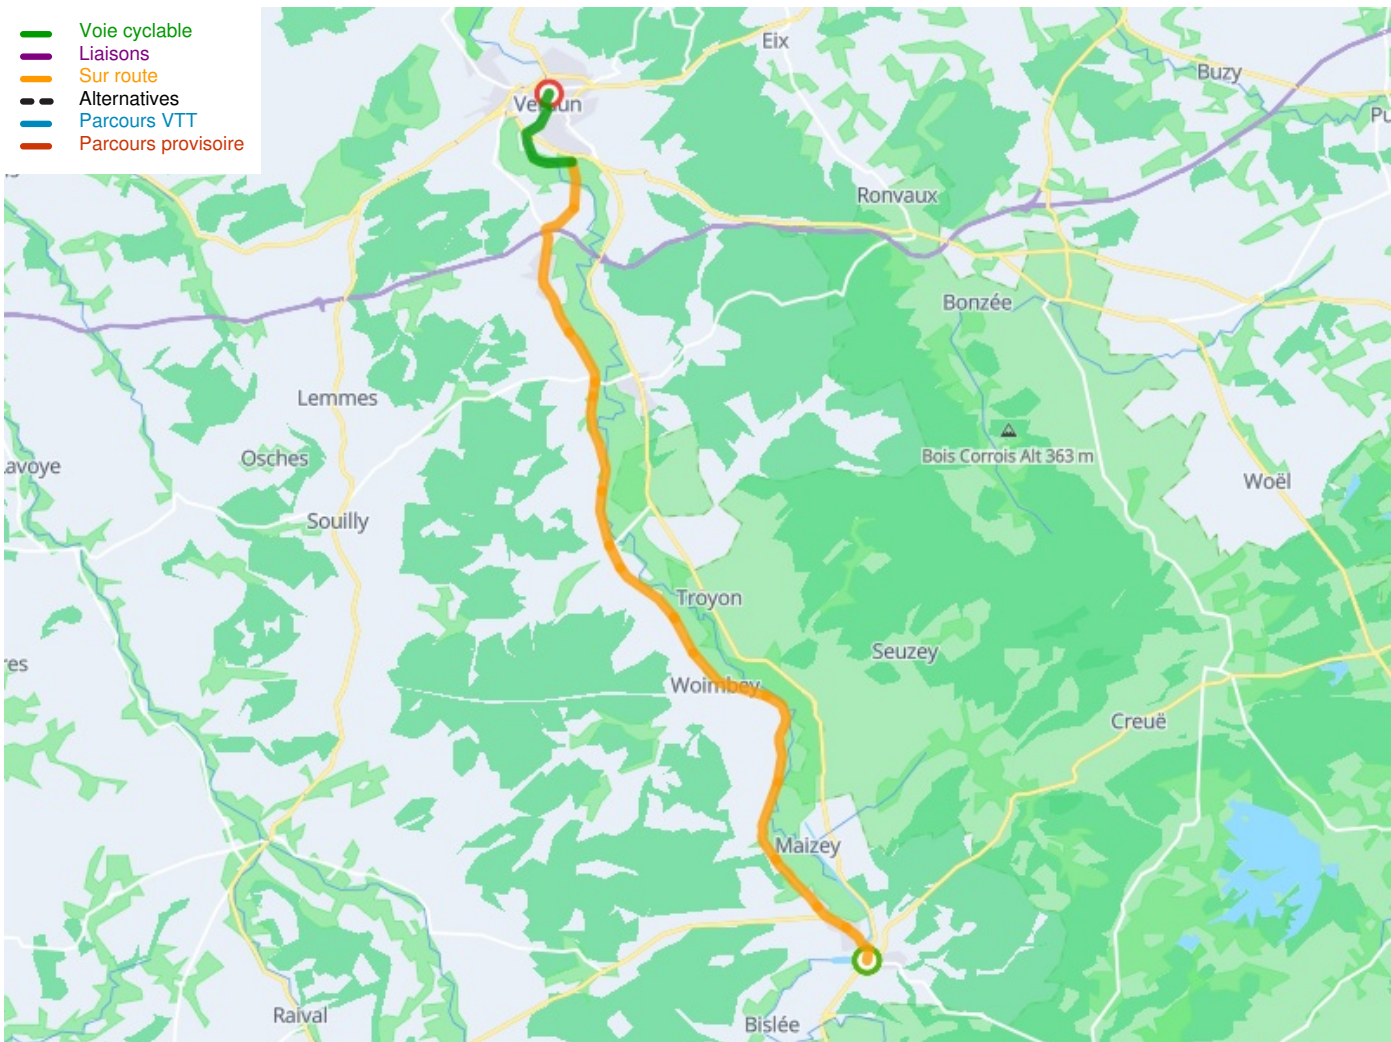 Voie cyclable
Liaisons
Sur route
Alternatives
Parcours VTT
Parcours provisoire
Eix
Buzy
Ronvaux
Bonzée
Lemmes
Bois Corrois Alt 363 m
Osches
Woël
Souilly
Troyon
Seuzey
Woimbey
Creuë
Maizey
Raival
Bislée